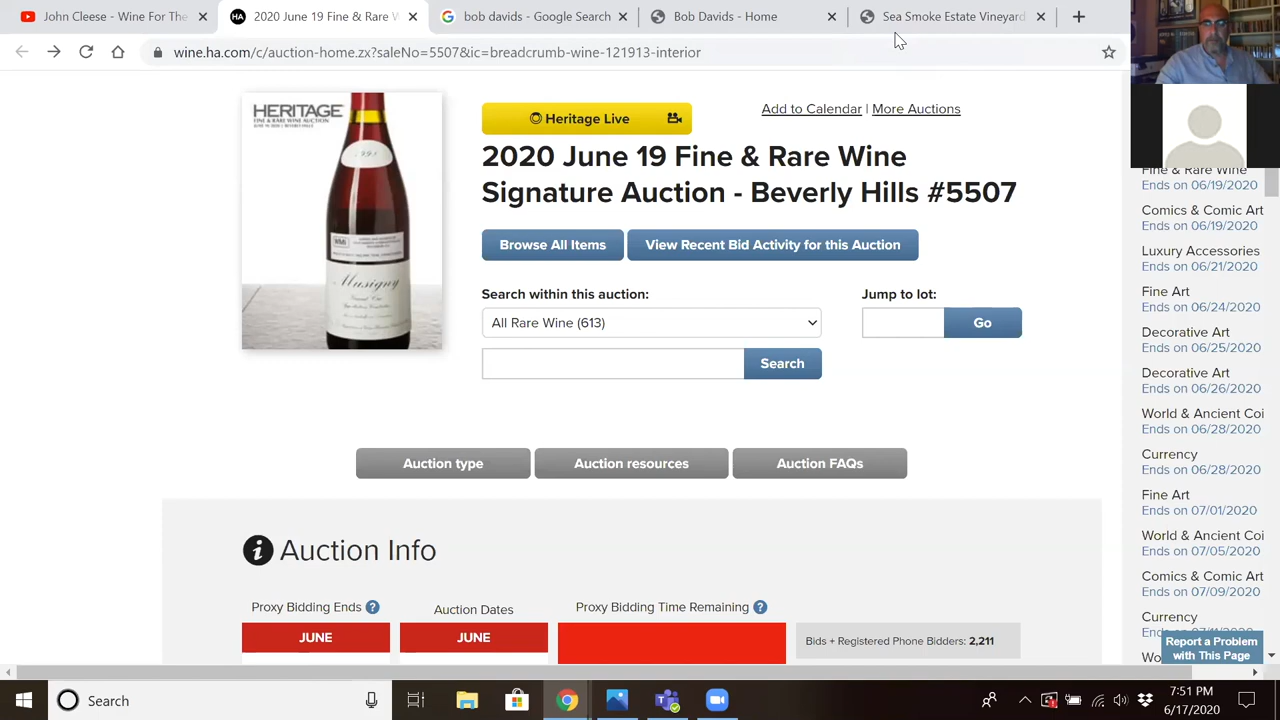 John Cleese - Wine For The
2020 June 19 Fine & Rare W
bob davids - Google Search
Bob Davids - Home
Sea Smoke Estate Vineyard
wine.ha.com/c/auction-home.zx?saleNo=5507&ic=breadcrumb-wine-121913-interior
HERITAGE
FINE & RARE WINE AUCTION
Musigny
Heritage Live
Add to Calendar | More Auctions
2020 June 19 Fine & Rare Wine
Signature Auction - Beverly Hills #5507
Browse All Items
View Recent Bid Activity for this Auction
Search within this auction:
Jump to lot:
All Rare Wine (613)
Go
Search
Auction type
Auction resources
Auction FAQs
Auction Info
Proxy Bidding Ends ?
Auction Dates
Proxy Bidding Time Remaining ?
JUNE
JUNE
Bids + Registered Phone Bidders: 2,211
Fine & Rare Wine
Ends on 06/19/2020
Comics & Comic Art
Ends on 06/19/2020
Luxury Accessories
Ends on 06/21/2020
Fine Art
Ends on 06/24/2020
Decorative Art
Ends on 06/25/2020
Decorative Art
Ends on 06/26/2020
World & Ancient Coi
Ends on 06/28/2020
Currency
Ends on 06/28/2020
Fine Art
Ends on 07/01/2020
World & Ancient Coi
Ends on 07/05/2020
Comics & Comic Art
Ends on 07/09/2020
Currency
Report a Problem
with This Page
Search
7:51 PM
6/17/2020